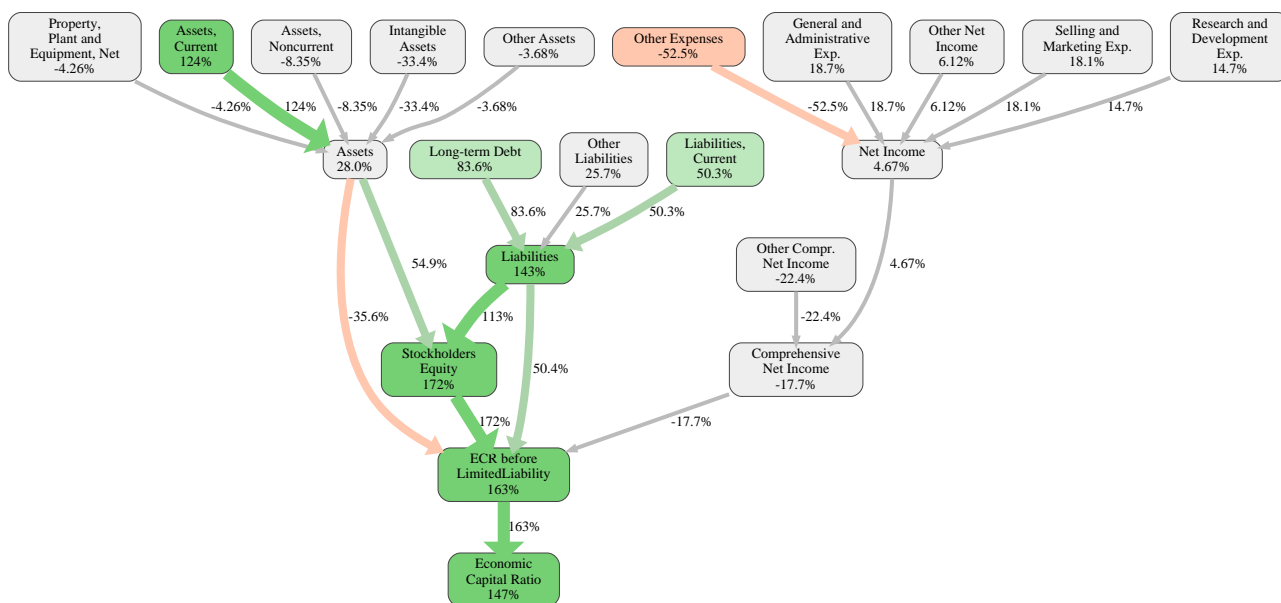 Property,
Plant and
Equipment, Net
-4.26%
Assets,
Current
124%
Assets,
Noncurrent
-8.35%
Intangible
Assets
-33.4%
Other Assets
-3.68%
Other Expenses
-52.5%
General and
Administrative
Exp.
18.7%
Other Net
Income
6.12%
Selling and
Marketing Exp.
18.1%
Research and
Development
Exp.
14.7%
-4.26%
124%
-8.35%
-33.4%
-3.68%
-52.5%
18.7%
6.12%
18.1%
14.7%
Assets
28.0%
Long-term Debt
83.6%
Other
Liabilities
25.7%
Liabilities,
Current
50.3%
Net Income
4.67%
83.6%
25.7%
50.3%
Liabilities
143%
Other Compr.
Net Income
-22.4%
54.9%
4.67%
-35.6%
113%
-22.4%
Stockholders
Equity
172%
50.4%
Comprehensive
Net Income
-17.7%
172%
-17.7%
ECR before
LimitedLiability
163%
163%
Economic
Capital Ratio
147%